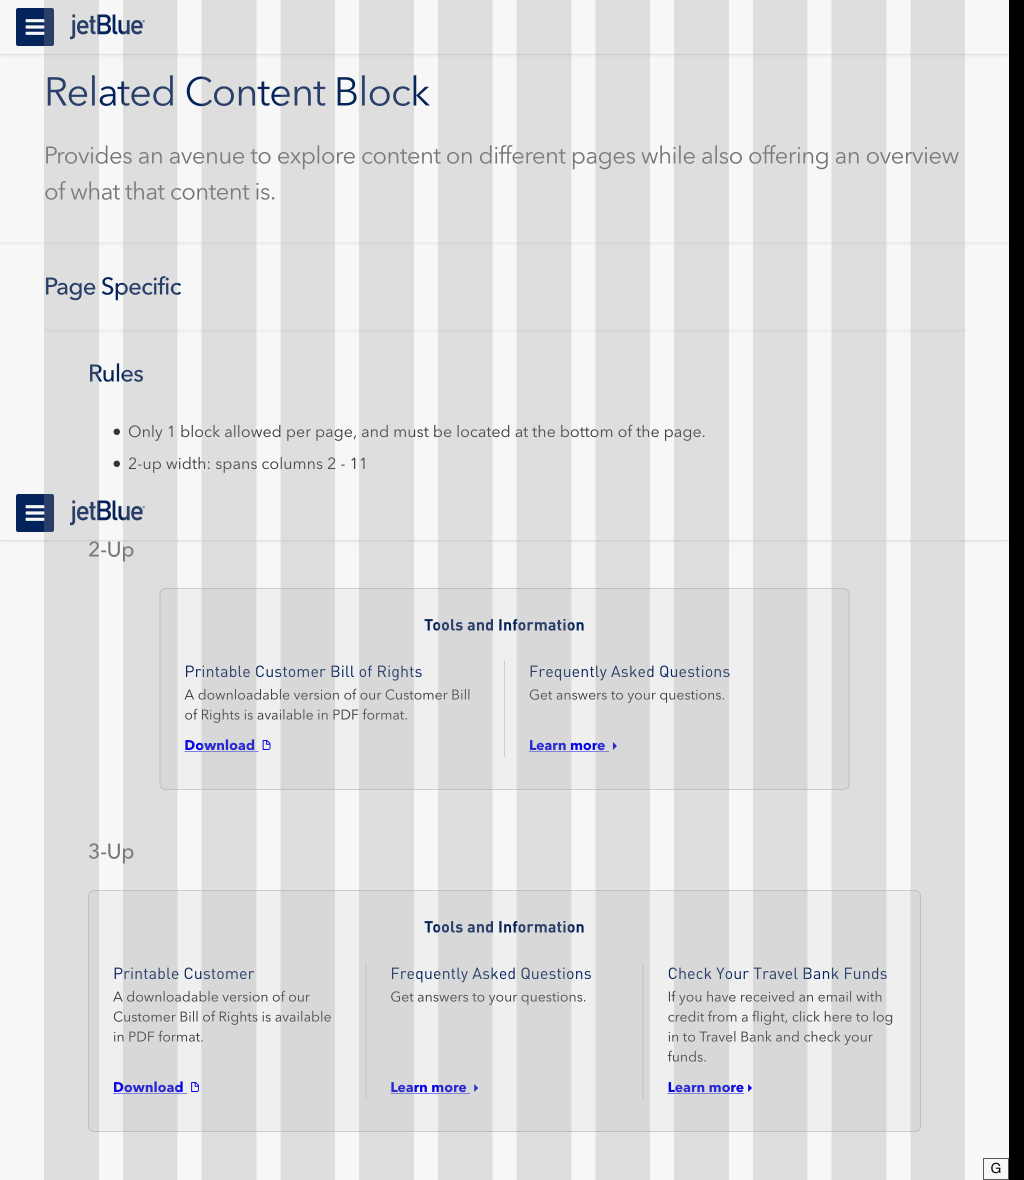 jetBlue
Related Content Block
Provides an avenue to explore content on different pages while also offering an overview
of what that content is.
Page Specific
Rules
• Only 1 block allowed per page, and must be located at the bottom of the page.
• 2-up width: spans columns 2 - 11
jetBlue
2-Up
Tools and Information
Printable Customer Bill of Rights
A downloadable version of our Customer Bill
of Rights is available in PDF format.
Download
Frequently Asked Questions
Get answers to your questions.
Learn more
3-Up
Tools and Information
Printable Customer
A downloadable version of our
Customer Bill of Rights is available
in PDF format.
Download
Frequently Asked Questions
Get answers to your questions.
Learn more
Check Your Travel Bank Funds
If you have received an email with
credit from a flight, click here to log
in to Travel Bank and check your
funds.
Learn more
G